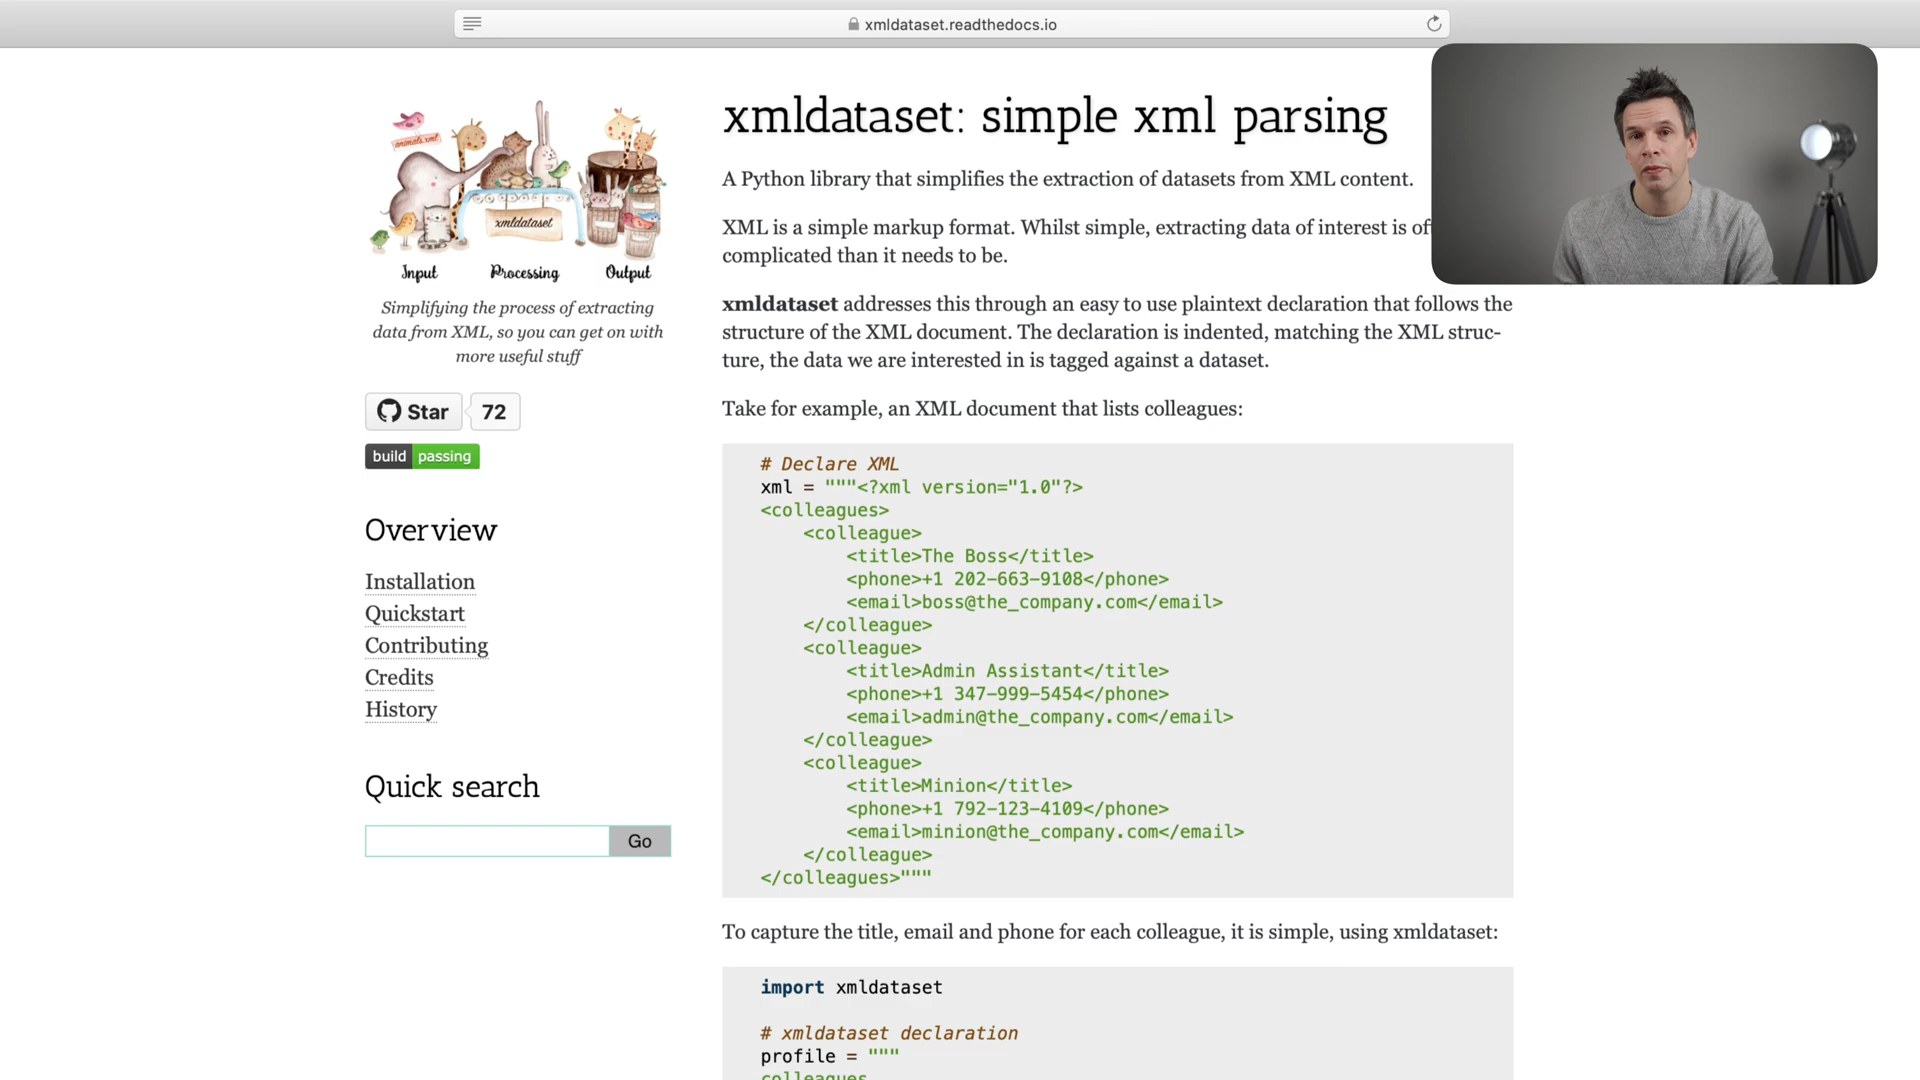 xmldataset.readthedocs.io
animals.xml
xmldataset
Input Processing Output
Simplifying the process of extracting
data from XML, so you can get on with
more useful stuff
Star 72
build passing
Overview
Installation
Quickstart
Contributing
Credits
History
Quick search
Go
xmldataset: simple xml parsing
A Python library that simplifies the extraction of datasets from XML content.
XML is a simple markup format. Whilst simple, extracting data of interest is of
complicated than it needs to be.
xmldataset addresses this through an easy to use plaintext declaration that follows the
structure of the XML document. The declaration is indented, matching the XML struc-
ture, the data we are interested in is tagged against a dataset.
Take for example, an XML document that lists colleagues:
# Declare XML
xml = """<?xml version="1.0"?>
<colleagues>
<colleague>
<title>The Boss</title>
<phone>+1 202-663-9108</phone>
<email>boss@the_company.com</email>
</colleague>
<colleague>
<title>Admin Assistant</title>
<phone>+1 347-999-5454</phone>
<email>admin@the_company.com</email>
</colleague>
<colleague>
<title>Minion</title>
<phone>+1 792-123-4109</phone>
<email>minion@the_company.com</email>
</colleague>
</colleagues>"""
To capture the title, email and phone for each colleague, it is simple, using xmldataset:
import xmldataset
# xmldataset declaration
profile = """
colleagues